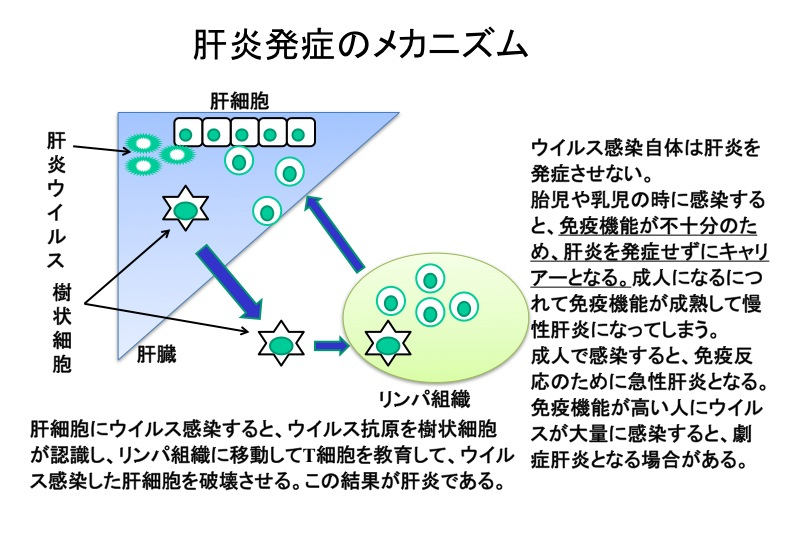 肝炎発症のメカニズム
肝細胞
肝炎ウイルス
樹状細胞
肝臓
リンパ組織
肝細胞にウイルス感染すると、ウイルス抗原を樹状細胞
が認識し、リンパ組織に移動してT細胞を教育して、ウイル
ス感染した肝細胞を破壊させる。この結果が肝炎である。
ウイルス感染自体は肝炎を
発症させない。
胎児や乳児の時に感染する
と、免疫機能が不十分のた
め、肝炎を発症せずにキャリ
アーとなる。成人になるにつ
れて免疫機能が成熟して慢
性肝炎になってしまう。
成人で感染すると、免疫反
応のために急性肝炎となる。
免疫機能が高い人にウイル
スが大量に感染すると、劇
症肝炎となる場合がある。